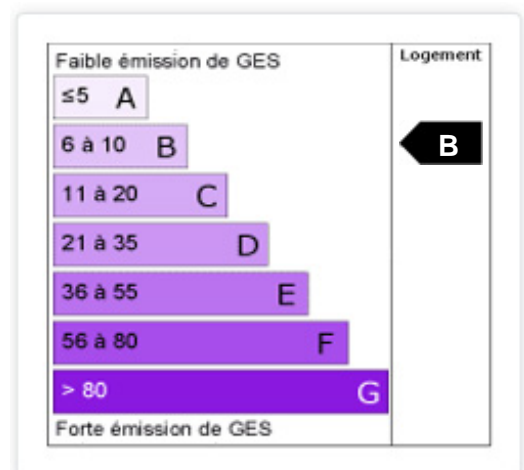 Faible émission de GES
Logement
≤5 A
6 à 10 B
B
11 à 20 C
21 à 35 D
36 à 55 E
56 à 80 F
> 80 G
Forte émission de GES